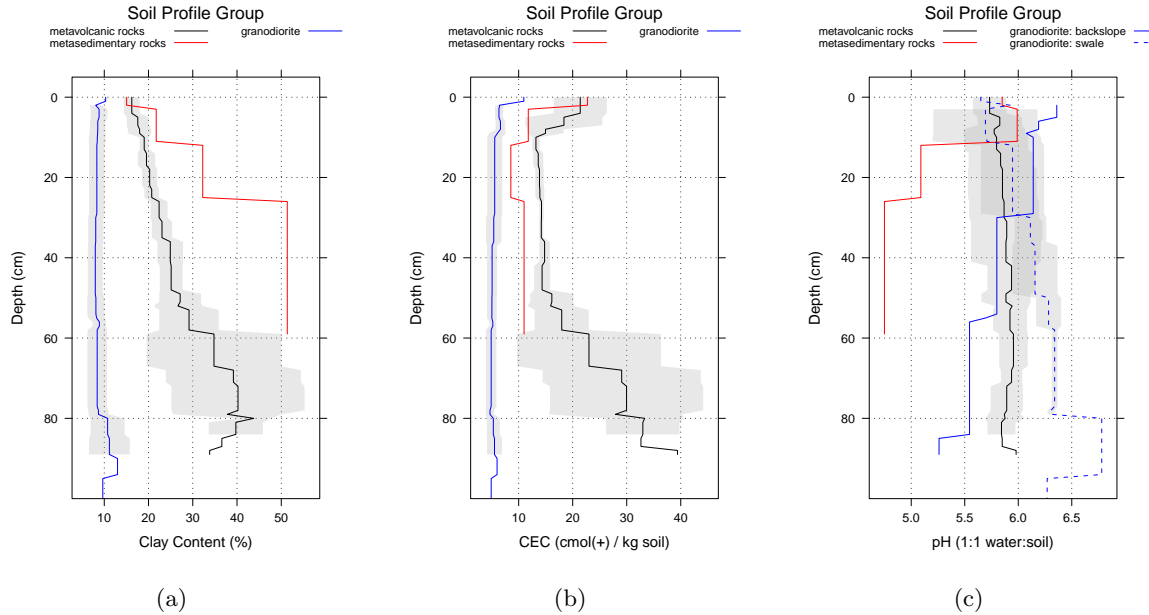 Soil Profile Group
metavolcanic rocks
granodiorite
metasedimentary rocks
0
20
40
60
80
Depth (cm)
10
20
30
40
50
Clay Content (%)
(a)
Soil Profile Group
metavolcanic rocks
granodiorite
metasedimentary rocks
0
20
40
60
80
Depth (cm)
10
20
30
40
CEC (cmol(+) / kg soil)
(b)
Soil Profile Group
metavolcanic rocks
granodiorite: backslope
metasedimentary rocks
granodiorite: swale
0
20
40
60
80
Depth (cm)
5.0
5.5
6.0
6.5
pH (1:1 water:soil)
(c)